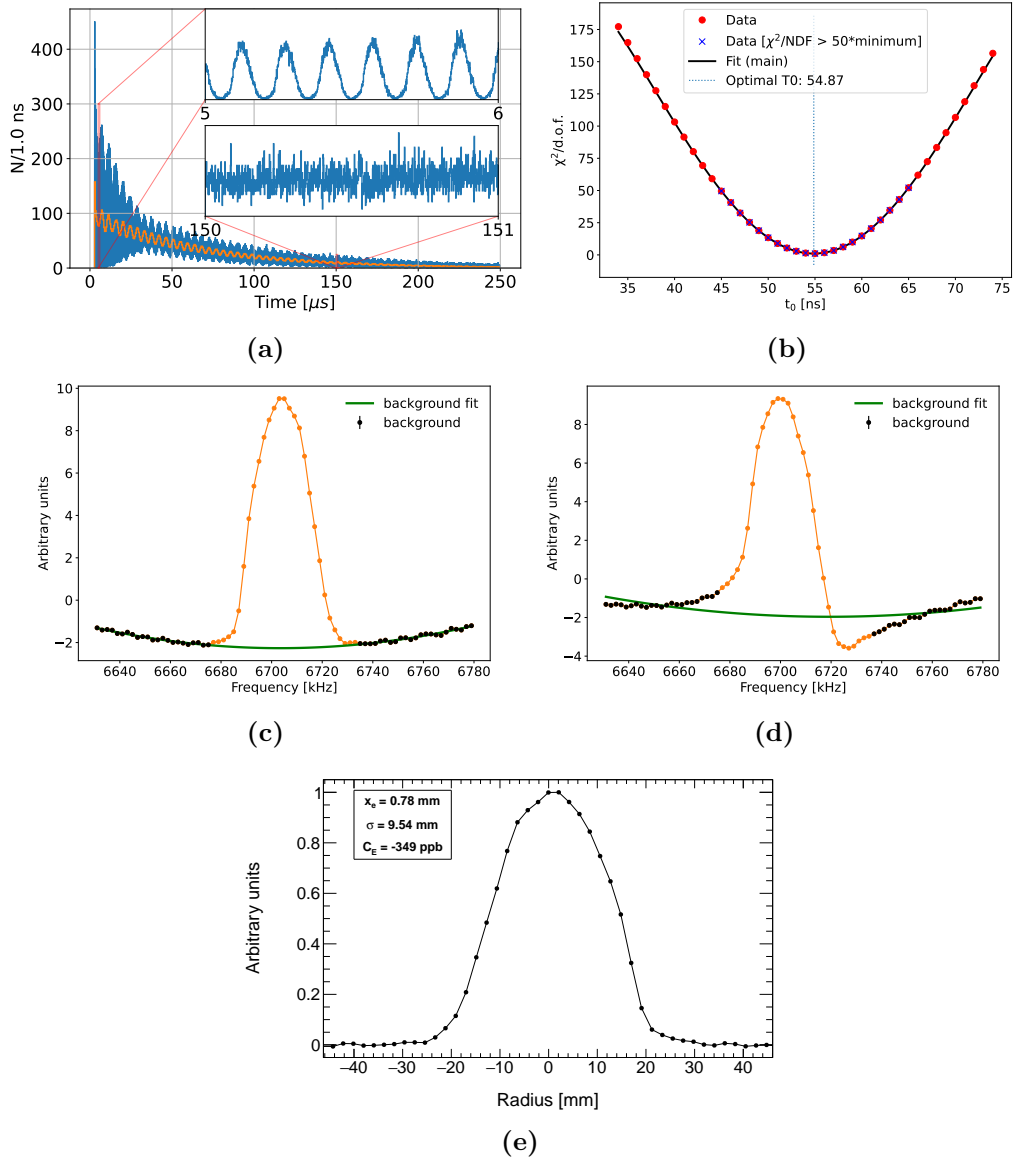 N/1.0 ns
400
300
200
100
0
5
6
150
151
0
50
100
150
200
250
Time [μs]
(a)
χ²/d.o.f.
175
150
125
100
75
50
25
0
Data
Data [χ²/NDF > 50*minimum]
Fit (main)
Optimal T0: 54.87
35
40
45
50
55
60
65
70
75
t₀ [ns]
(b)
Arbitrary units
10
8
6
4
2
0
−2
background fit
background
6640
6660
6680
6700
6720
6740
6760
6780
Frequency [kHz]
(c)
Arbitrary units
8
6
4
2
0
−2
−4
background fit
background
6640
6660
6680
6700
6720
6740
6760
6780
Frequency [kHz]
(d)
Arbitrary units
1
0.8
0.6
0.4
0.2
0
xₑ = 0.78 mm
σ = 9.54 mm
C_E = -349 ppb
−40
−30
−20
−10
0
10
20
30
40
Radius [mm]
(e)